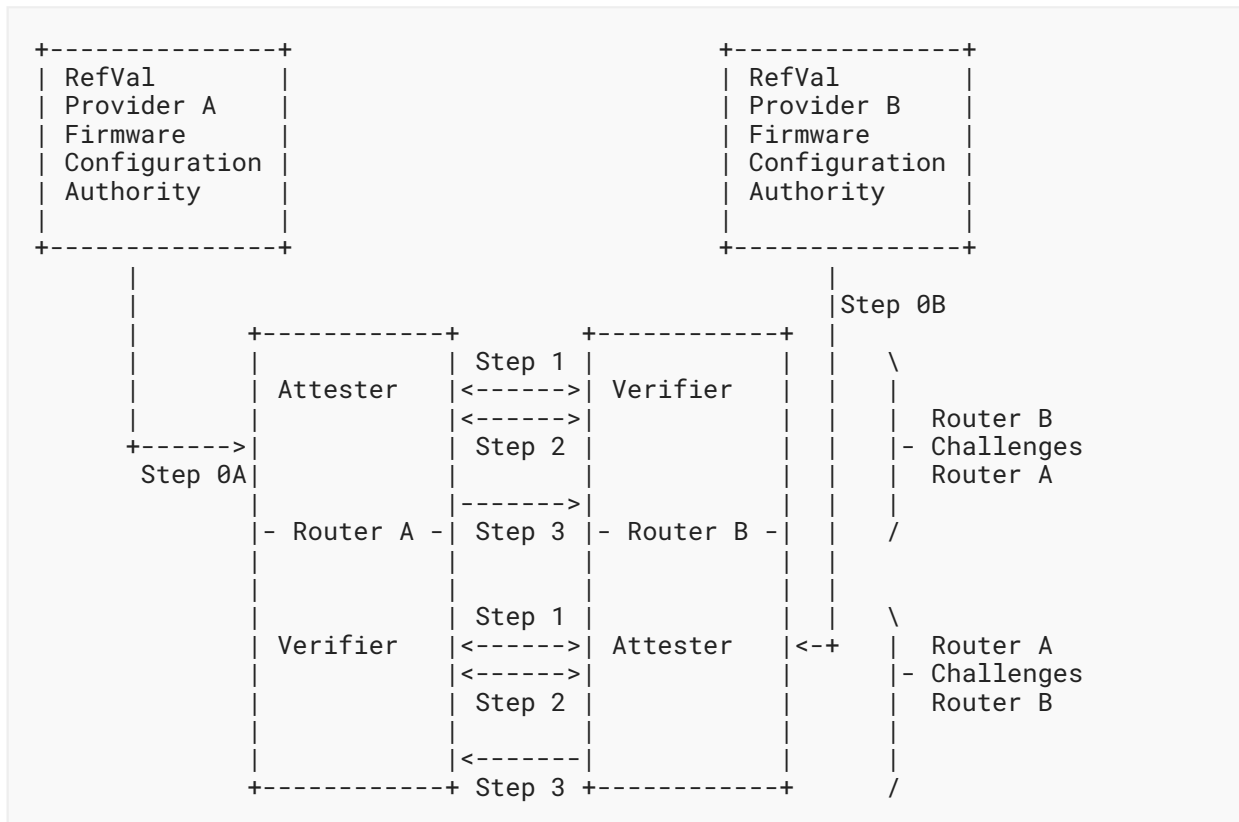 +---------------+                              +----------------+
| RefVal        |                              | RefVal         |
| Provider A    |                              | Provider B     |
| Firmware      |                              | Firmware       |
| Configuration |                              | Configuration  |
| Authority     |                              | Authority      |
|               |                              |                |
+---------------+                              +----------------+
      |                                                |
      |                                                |Step 0B
      |       +------------+        +------------+     |
      |       |            | Step 1 |            |  |   \
      |       | Attester   |<------>| Verifier   |  |   |
      |       |            |<------>|            |  |   |  Router B
      +------>|            | Step 2 |            |  |   |- Challenges
       Step 0A|            |        |            |  |   |  Router A
              |            |------->|            |  |   |
              |- Router A -| Step 3 |- Router B -|  |   /
              |            |        |            |  |
              |            |        |            |  |
              |            | Step 1 |            |  |   \
              | Verifier   |<------>| Attester   |<-+   |  Router A
              |            |<------>|            |      |- Challenges
              |            | Step 2 |            |      |  Router B
              |            |        |            |      |
              |            |<-------|            |      |
              +------------+ Step 3 +------------+      /